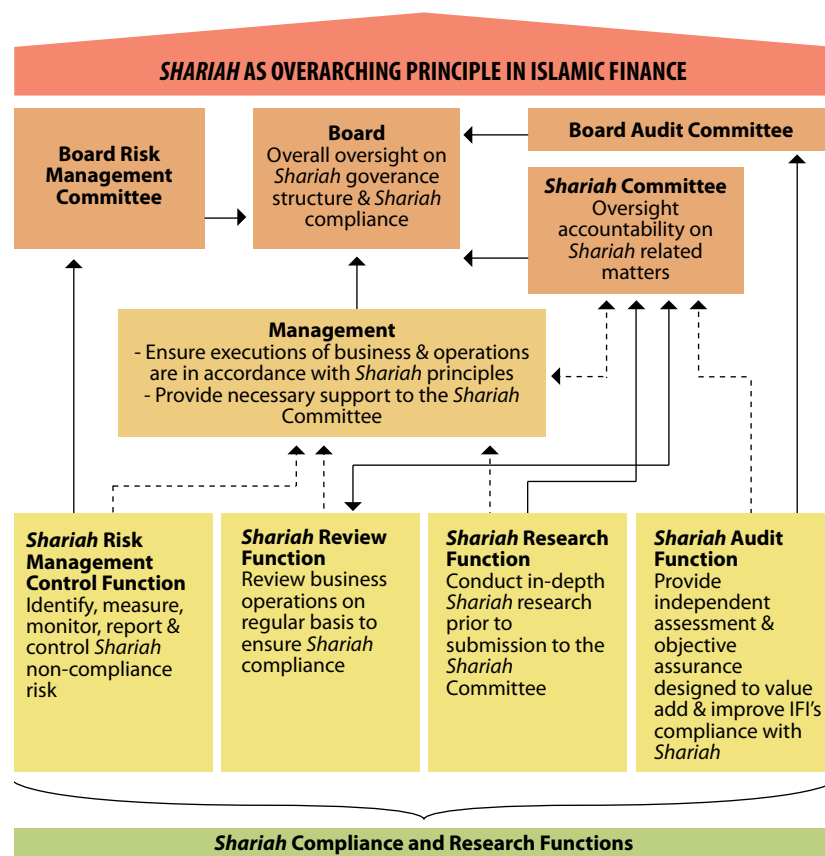 SHARIAH AS OVERARCHING PRINCIPLE IN ISLAMIC FINANCE
Board Risk
Management
Committee
Board
Overall oversight on
Shariah goverance
structure & Shariah
compliance
Board Audit Committee
Shariah Committee
Oversight
accountability on
Shariah related
matters
Management
- Ensure executions of business & operations
are in accordance with Shariah principles
- Provide necessary support to the Shariah
Committee
Shariah Risk
Management
Control Function
Identify, measure,
monitor, report &
control Shariah
non-compliance
risk
Shariah Review
Function
Review business
operations on
regular basis to
ensure Shariah
compliance
Shariah Research
Function
Conduct in-depth
Shariah research
prior to
submission to the
Shariah
Committee
Shariah Audit
Function
Provide
independent
assessment &
objective
assurance
designed to value
add & improve IFI's
compliance with
Shariah
Shariah Compliance and Research Functions